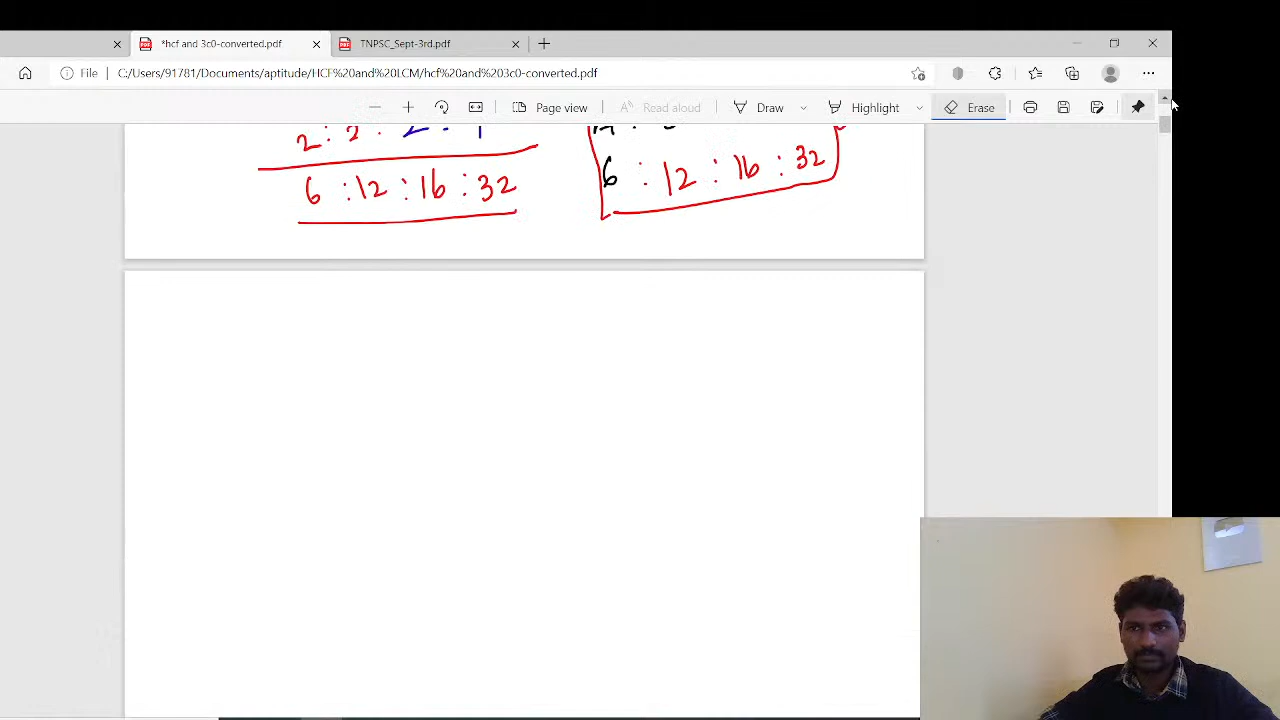 *hcf and 3c0-converted.pdf
TNPSC_Sept-3rd.pdf
File C:/Users/91781/Documents/aptitude/HCF%20and%20LCM/hcf%20and%203c0-converted.pdf
Page view
Read aloud
Draw
Highlight
Erase
6 : 12 : 16 : 32
6 : 12 : 16 : 32